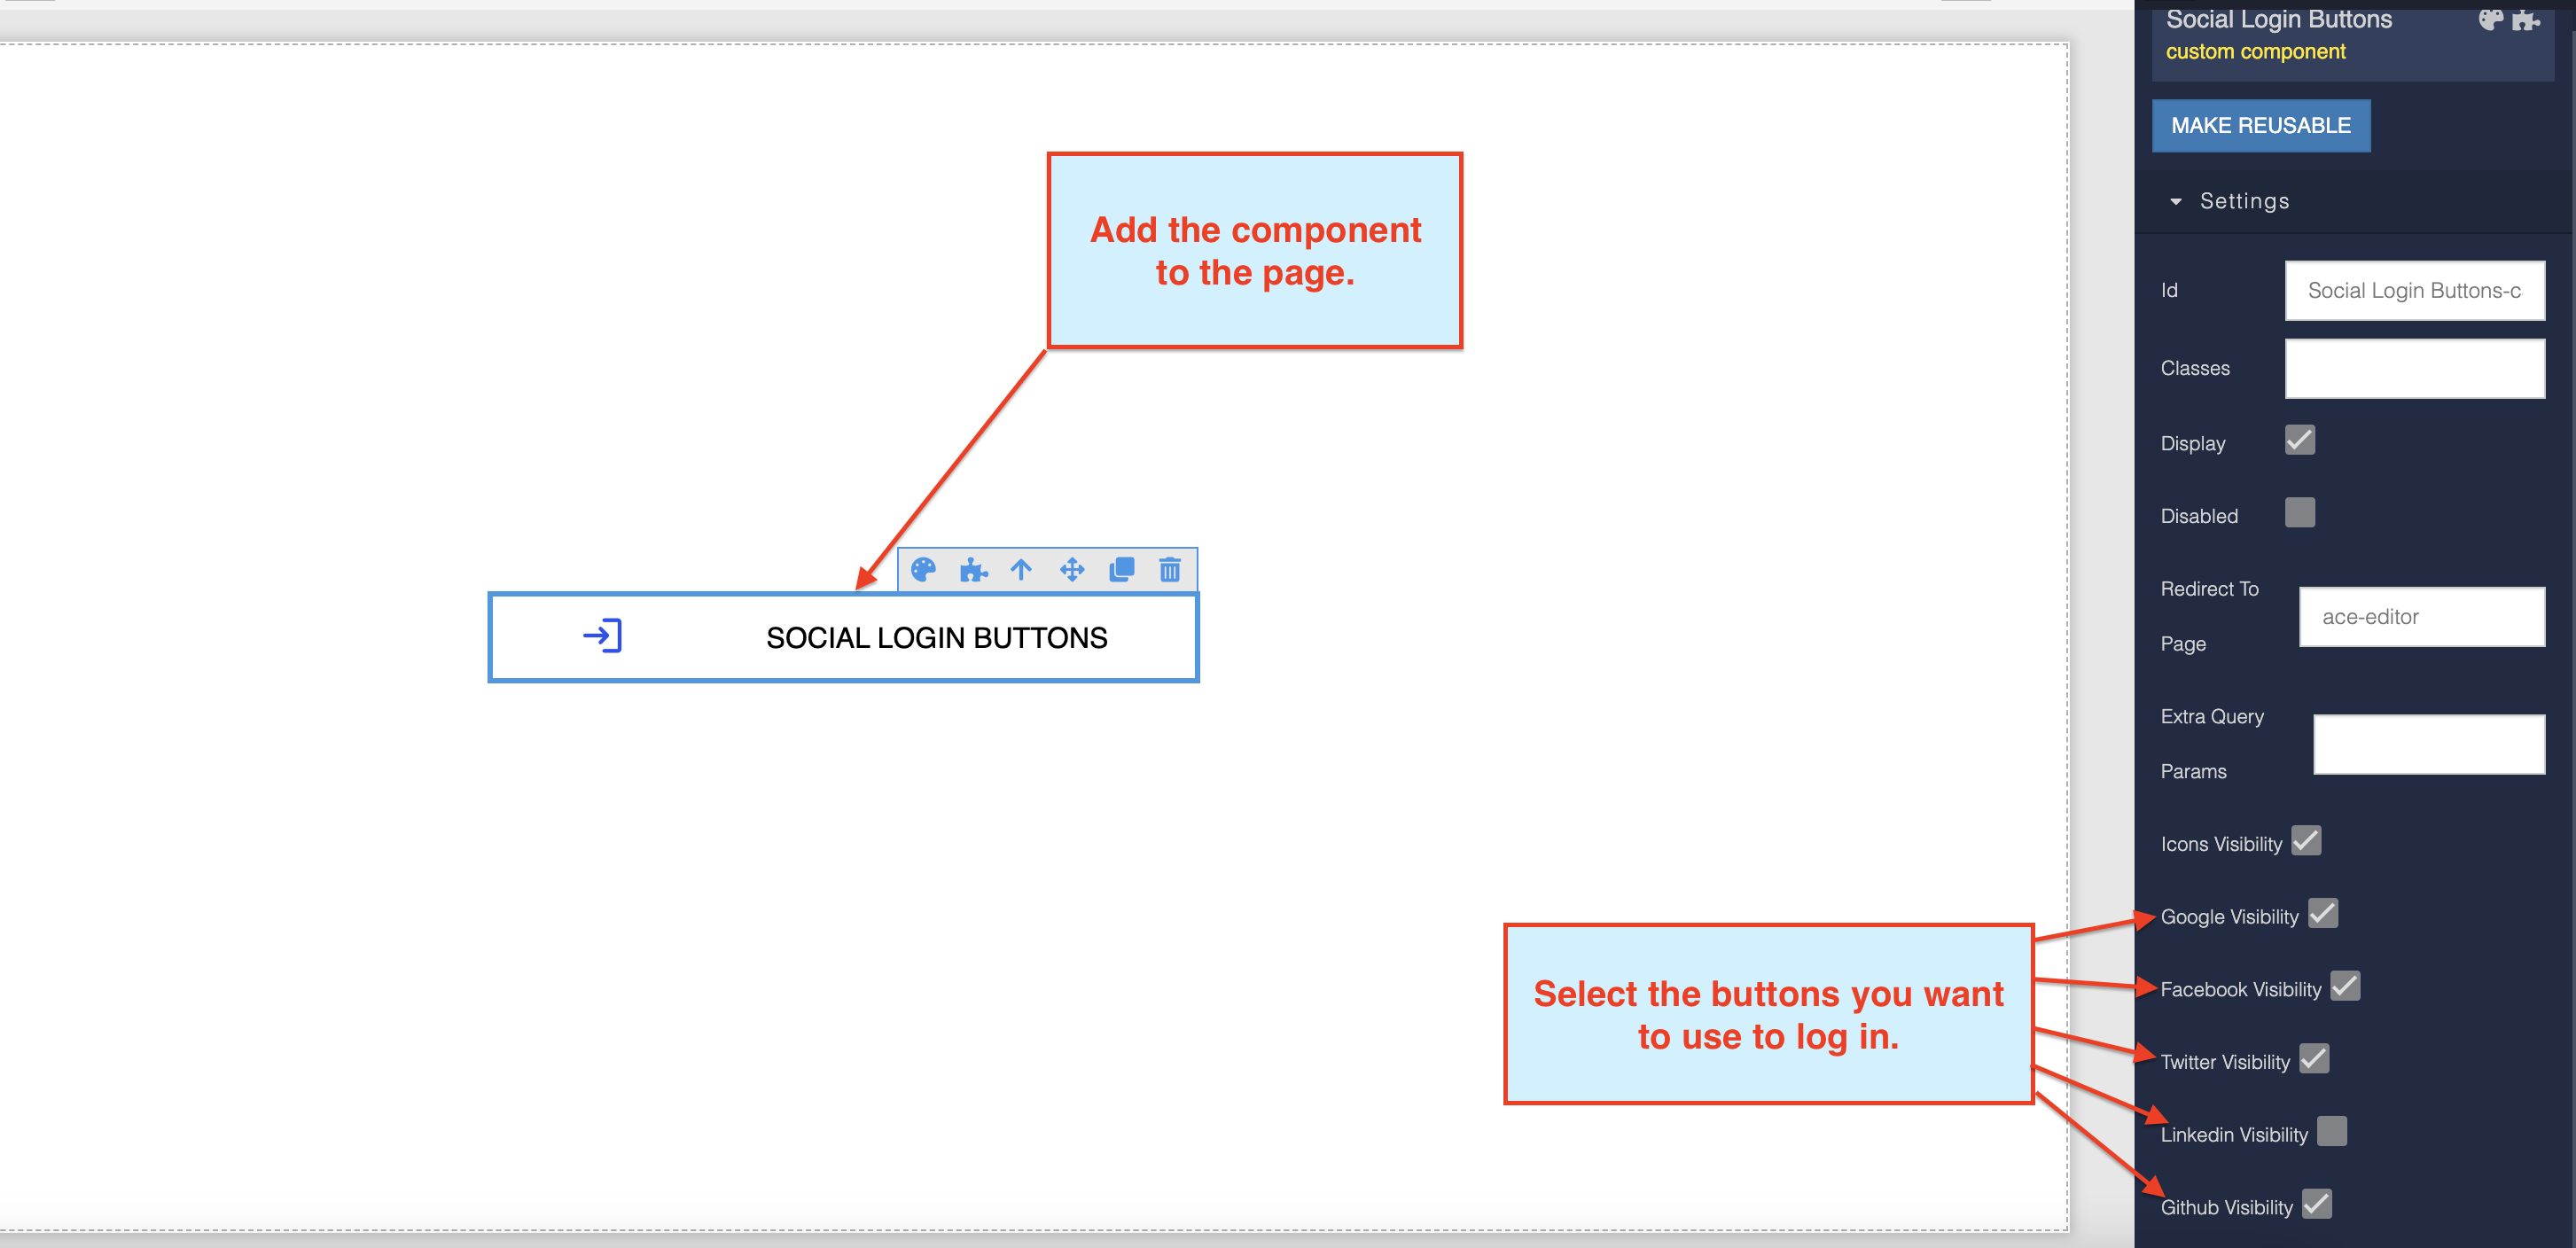 Add the component
to the page.
SOCIAL LOGIN BUTTONS
Select the buttons you want
to use to log in.
Social Login Buttons
custom component
MAKE REUSABLE
Settings
Id
Social Login Buttons-c
Classes
Display
Disabled
Redirect To
Page
ace-editor
Extra Query
Params
Icons Visibility
Google Visibility
Facebook Visibility
Twitter Visibility
Linkedin Visibility
Github Visibility